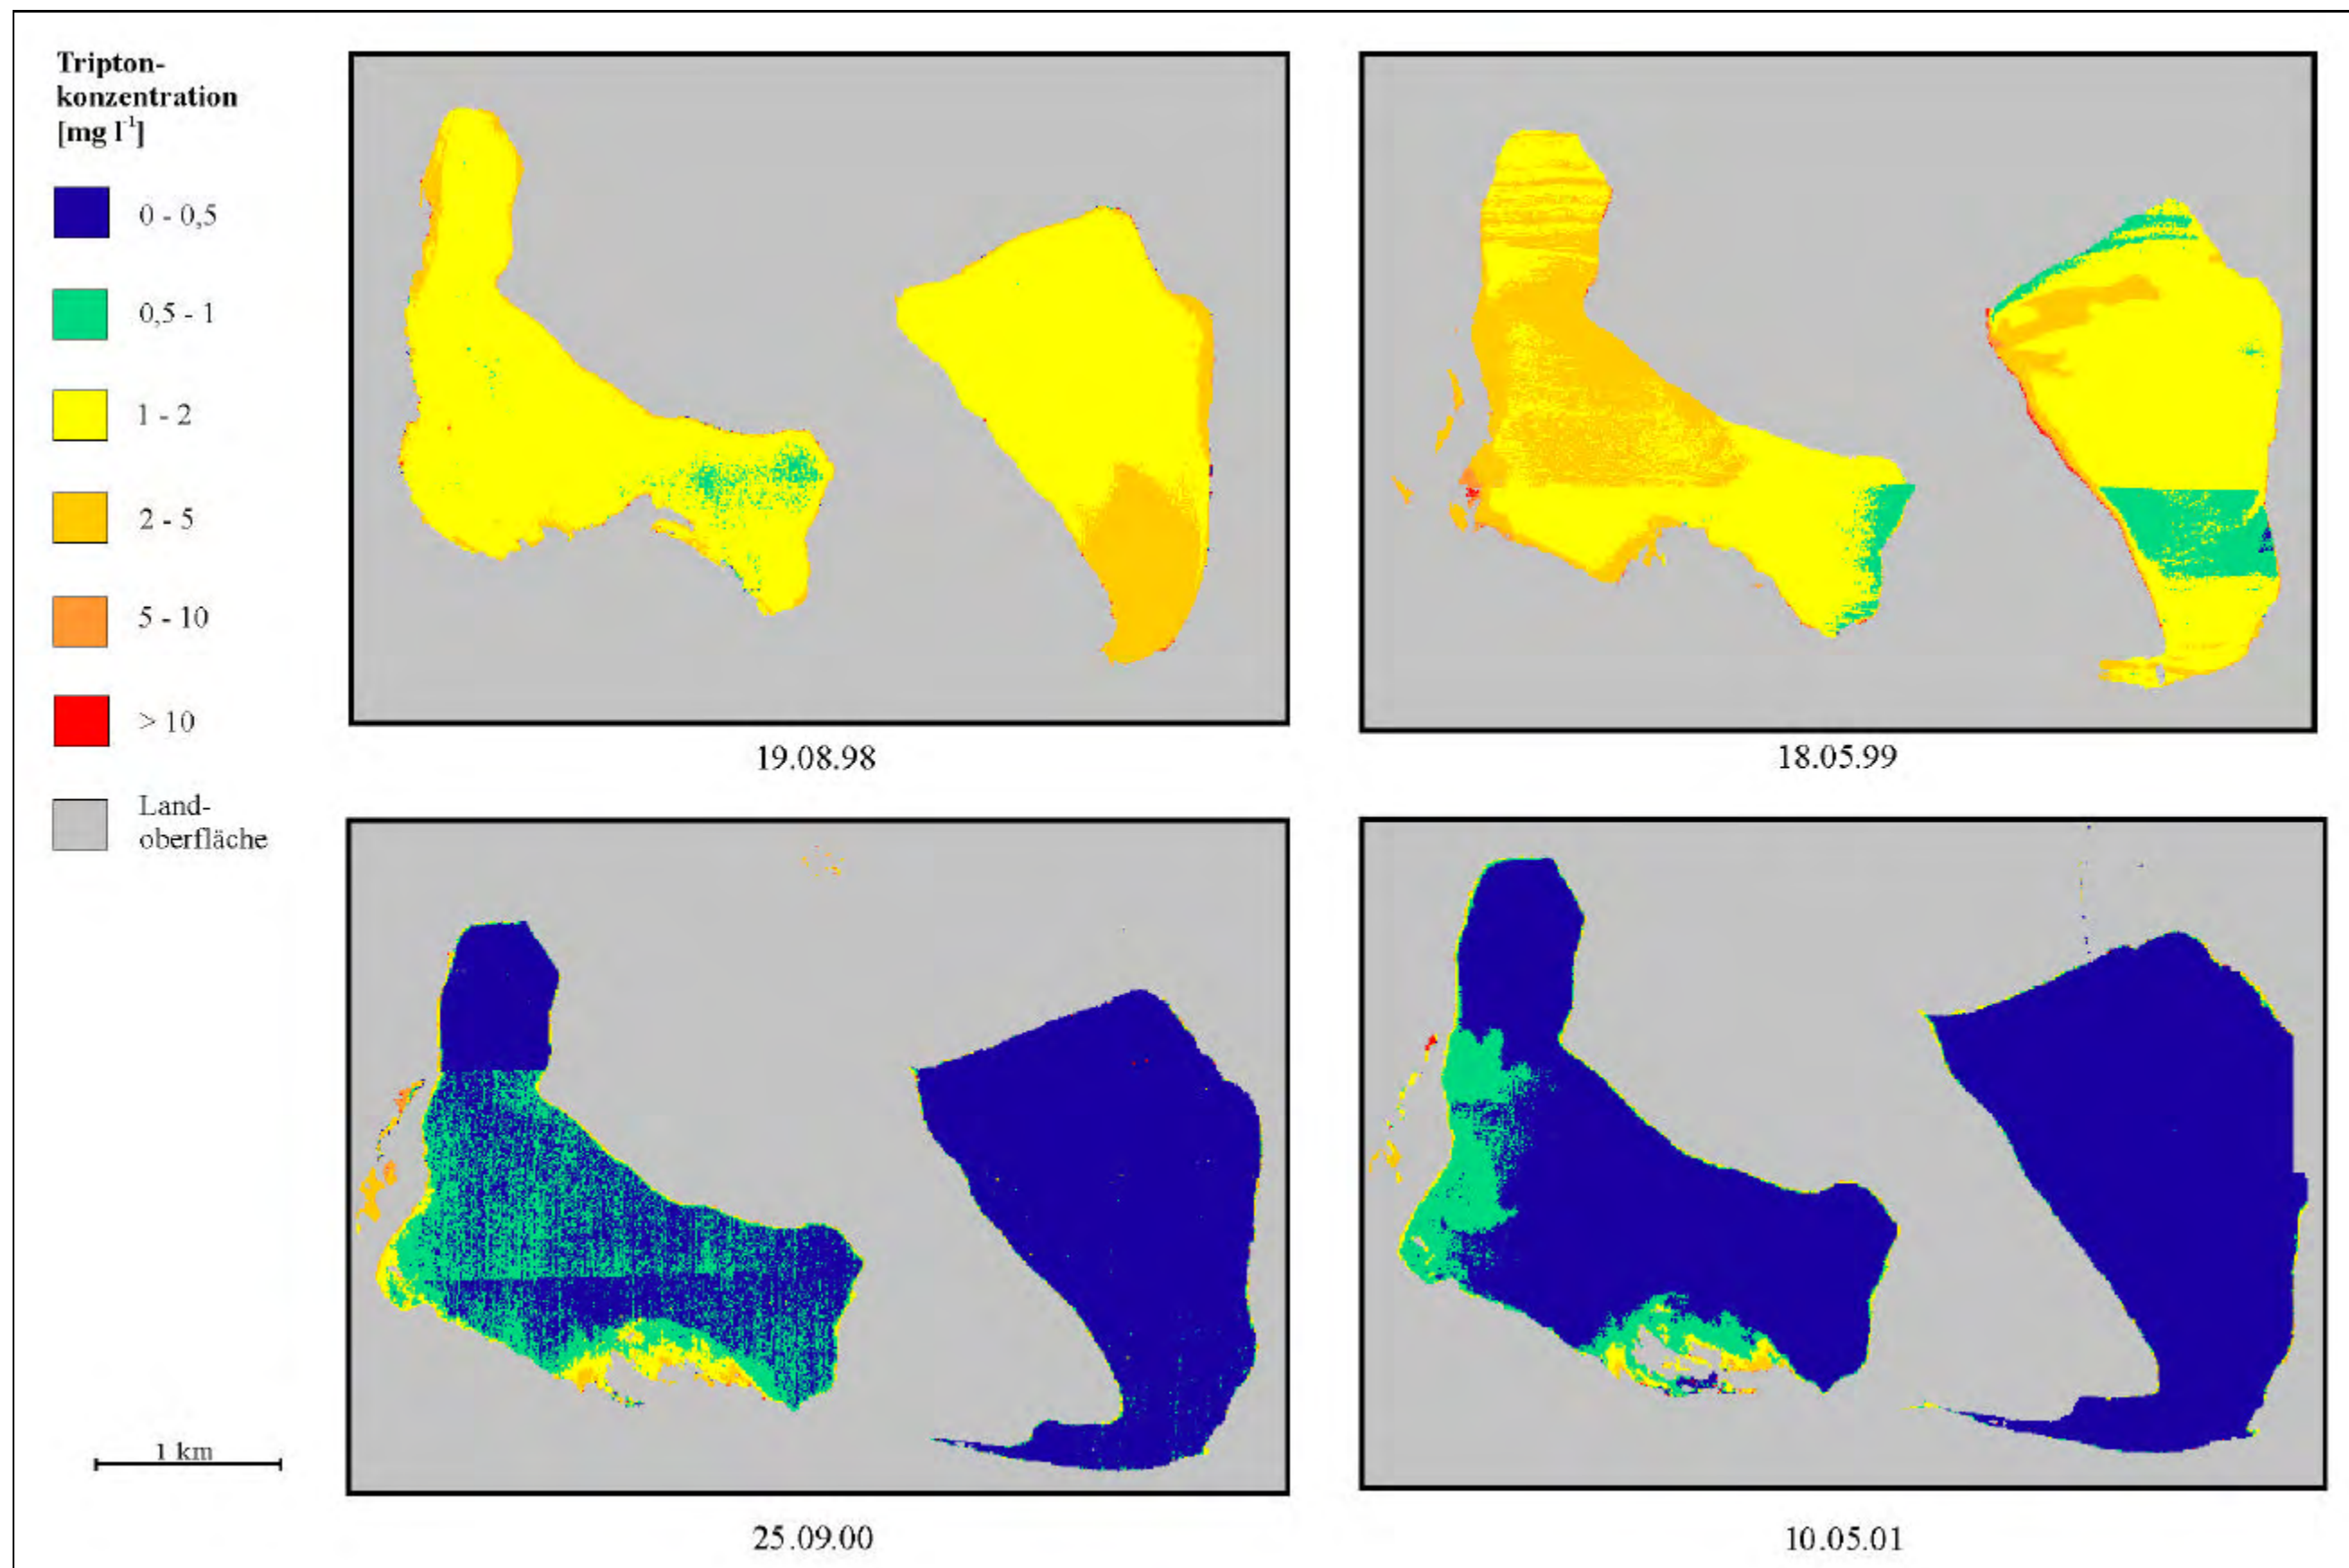 Tripton-
konzentration
[mg l⁻¹]
0 - 0,5
0,5 - 1
1 - 2
2 - 5
5 - 10
> 10
Land-
oberfläche
19.08.98
18.05.99
25.09.00
10.05.01
1 km